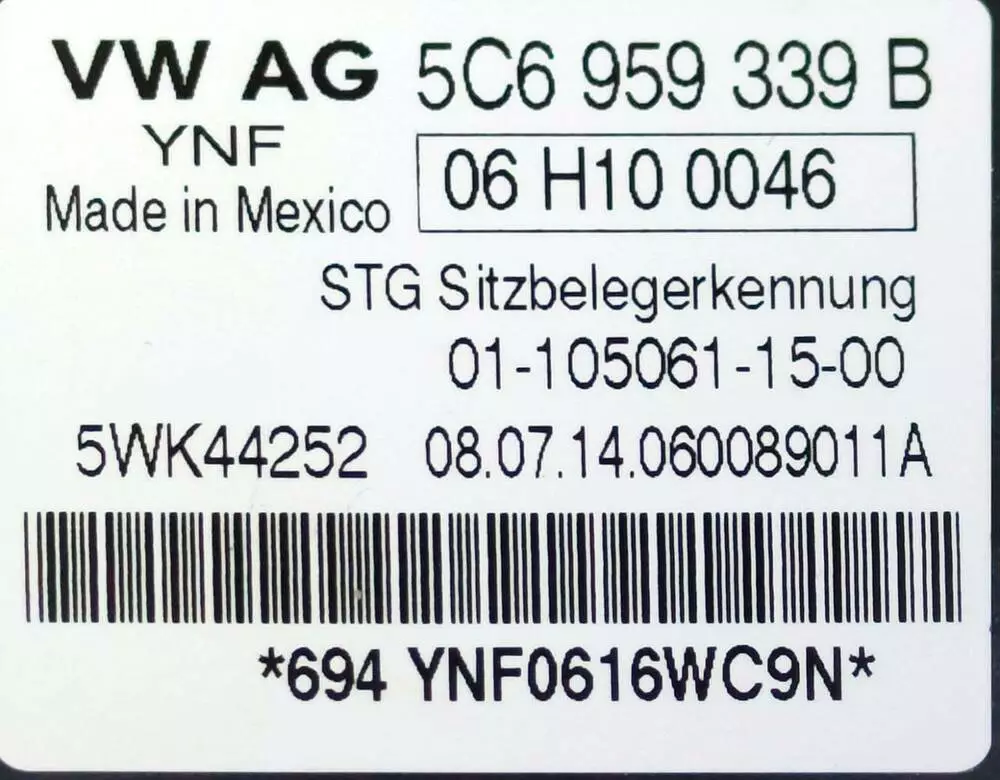 VW AG 5C6 959 339 B
YNF
06 H10 0046
Made in Mexico
STG Sitzbelegerkennung
01-105061-15-00
5WK44252 08.07.14.060089011A
*694 YNF0616WC9N*